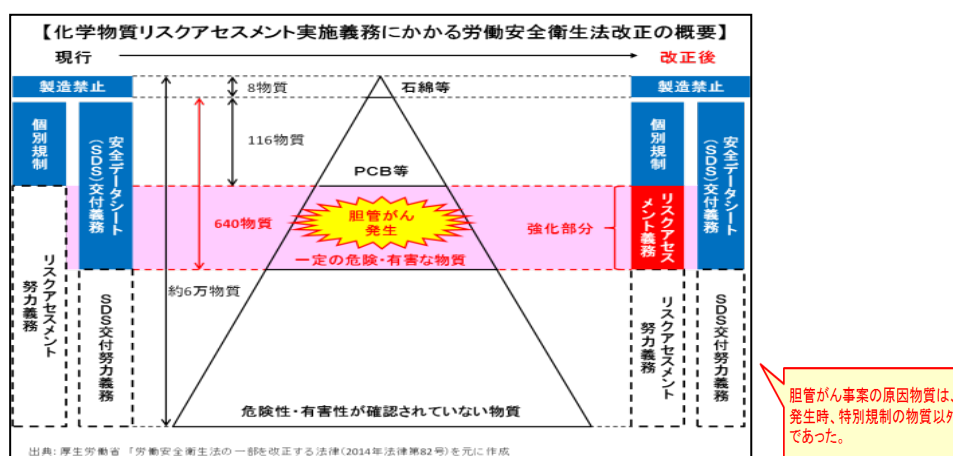 【化学物質リスクアセスメント実施義務にかかる労働安全衛生法改正の概要】
現行
改正後
製造禁止
8物質
石綿等
製造禁止
個別規制
安全データシート
(SDS)交付義務
116物質
PCB等
個別規制
安全データシート
(SDS)交付義務
640物質
胆管がん
発生
強化部分
リスクアセス
メント義務
一定の危険・有害な物質
約6万物質
リスクアセスメント
努力義務
SDS交付努力義務
リスクアセスメント
努力義務
SDS交付努力義務
危険性・有害性が確認されていない物質
胆管がん事案の原因物質は、
発生時、特別規制の物質以外
であった。
出典:厚生労働省 「労働安全衛生法の一部を改正する法律(2014年法律第82号)を元に作成